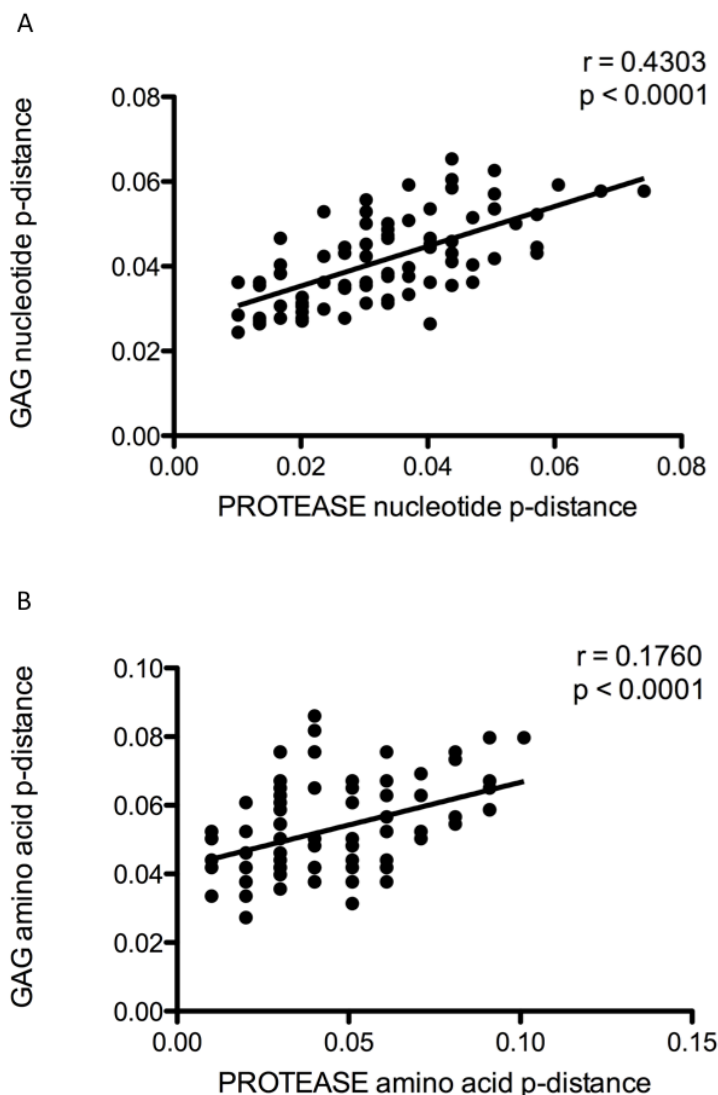 A
r = 0.4303
p < 0.0001
GAG nucleotide p-distance
0.08
0.06
0.04
0.02
0.00
0.00 0.02 0.04 0.06 0.08
PROTEASE nucleotide p-distance
B
r = 0.1760
p < 0.0001
GAG amino acid p-distance
0.10
0.08
0.06
0.04
0.02
0.00
0.00 0.05 0.10 0.15
PROTEASE amino acid p-distance